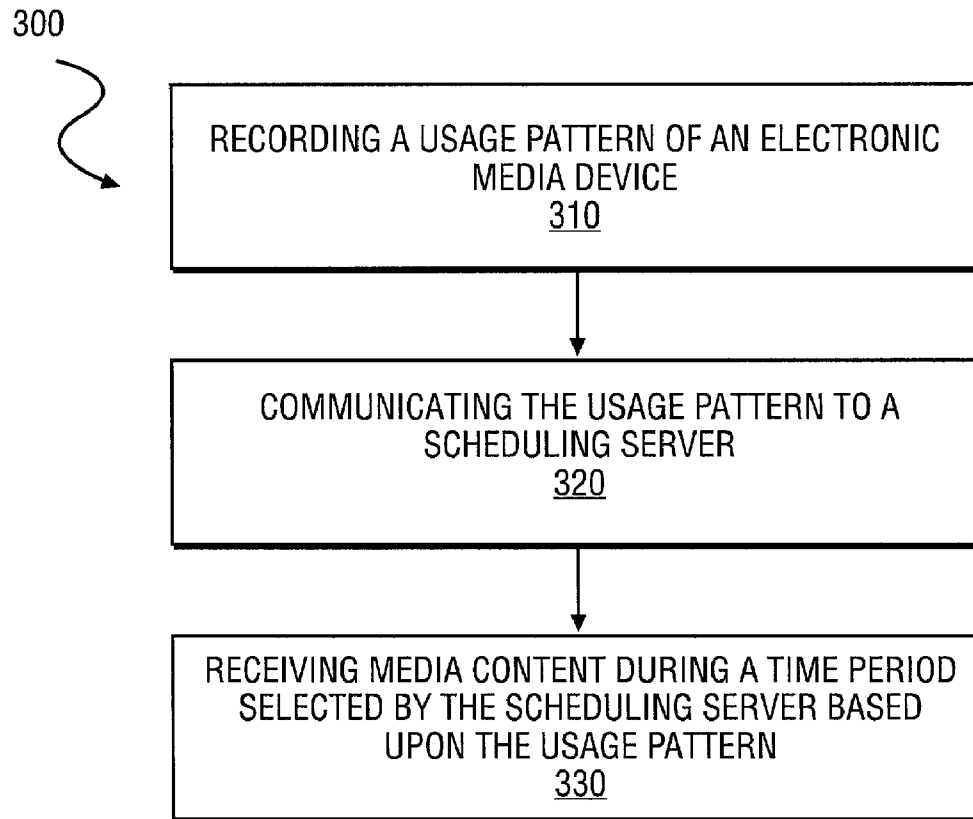 300
RECORDING A USAGE PATTERN OF AN ELECTRONIC
MEDIA DEVICE
310
COMMUNICATING THE USAGE PATTERN TO A
SCHEDULING SERVER
320
RECEIVING MEDIA CONTENT DURING A TIME PERIOD
SELECTED BY THE SCHEDULING SERVER BASED
UPON THE USAGE PATTERN
330